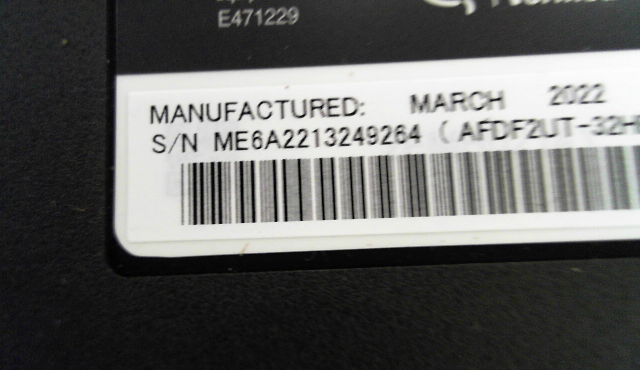 E471229
MANUFACTURED: MARCH 2022
S/N ME6A2213249264 ( AFDF2UT-32H